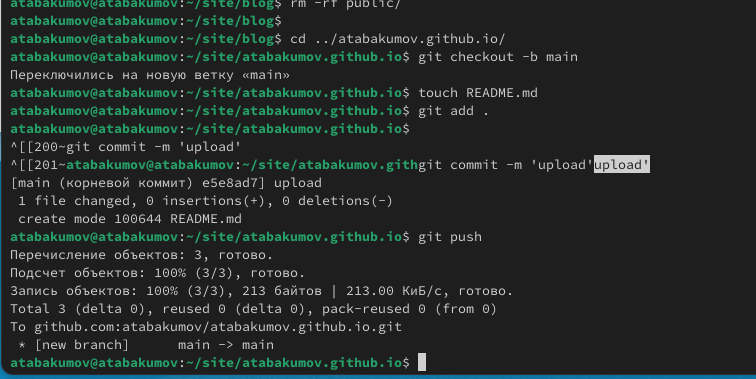 atabakumov@atabakumov:~/site/blog$ rm -rf public/
atabakumov@atabakumov:~/site/blog$
atabakumov@atabakumov:~/site/blog$ cd ../atabakumov.github.io/
atabakumov@atabakumov:~/site/atabakumov.github.io$ git checkout -b main
Переключились на новую ветку «main»
atabakumov@atabakumov:~/site/atabakumov.github.io$ touch README.md
atabakumov@atabakumov:~/site/atabakumov.github.io$ git add .
atabakumov@atabakumov:~/site/atabakumov.github.io$
^[[200~git commit -m 'upload'
^[[201~atabakumov@atabakumov:~/site/atabakumov.githgit commit -m 'upload'upload'
[main (корневой коммит) e5e8ad7] upload
 1 file changed, 0 insertions(+), 0 deletions(-)
 create mode 100644 README.md
atabakumov@atabakumov:~/site/atabakumov.github.io$ git push
Перечисление объектов: 3, готово.
Подсчет объектов: 100% (3/3), готово.
Запись объектов: 100% (3/3), 213 байтов | 213.00 КиБ/с, готово.
Total 3 (delta 0), reused 0 (delta 0), pack-reused 0 (from 0)
To github.com:atabakumov/atabakumov.github.io.git
 * [new branch]      main -> main
atabakumov@atabakumov:~/site/atabakumov.github.io$